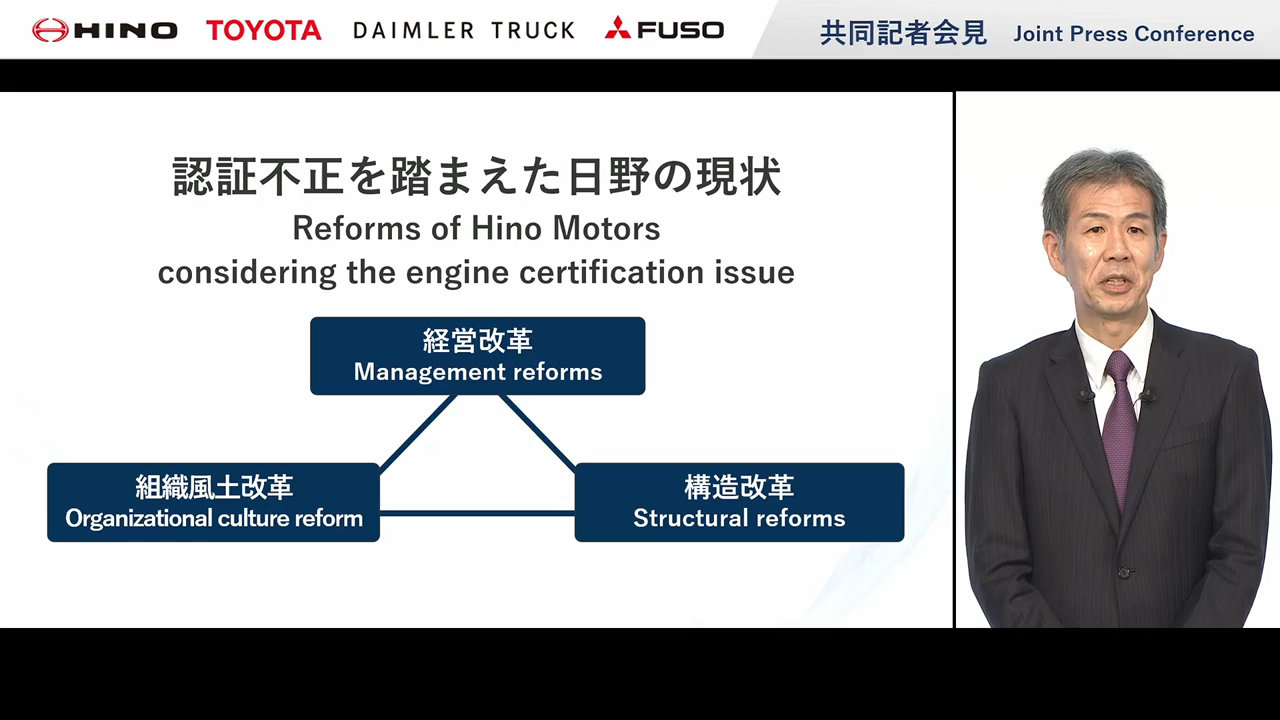 HINO TOYOTA DAIMLER TRUCK FUSO 共同記者会見 Joint Press Conference
認証不正を踏まえた日野の現状
Reforms of Hino Motors
considering the engine certification issue
経営改革
Management reforms
組織風土改革
Organizational culture reform
構造改革
Structural reforms